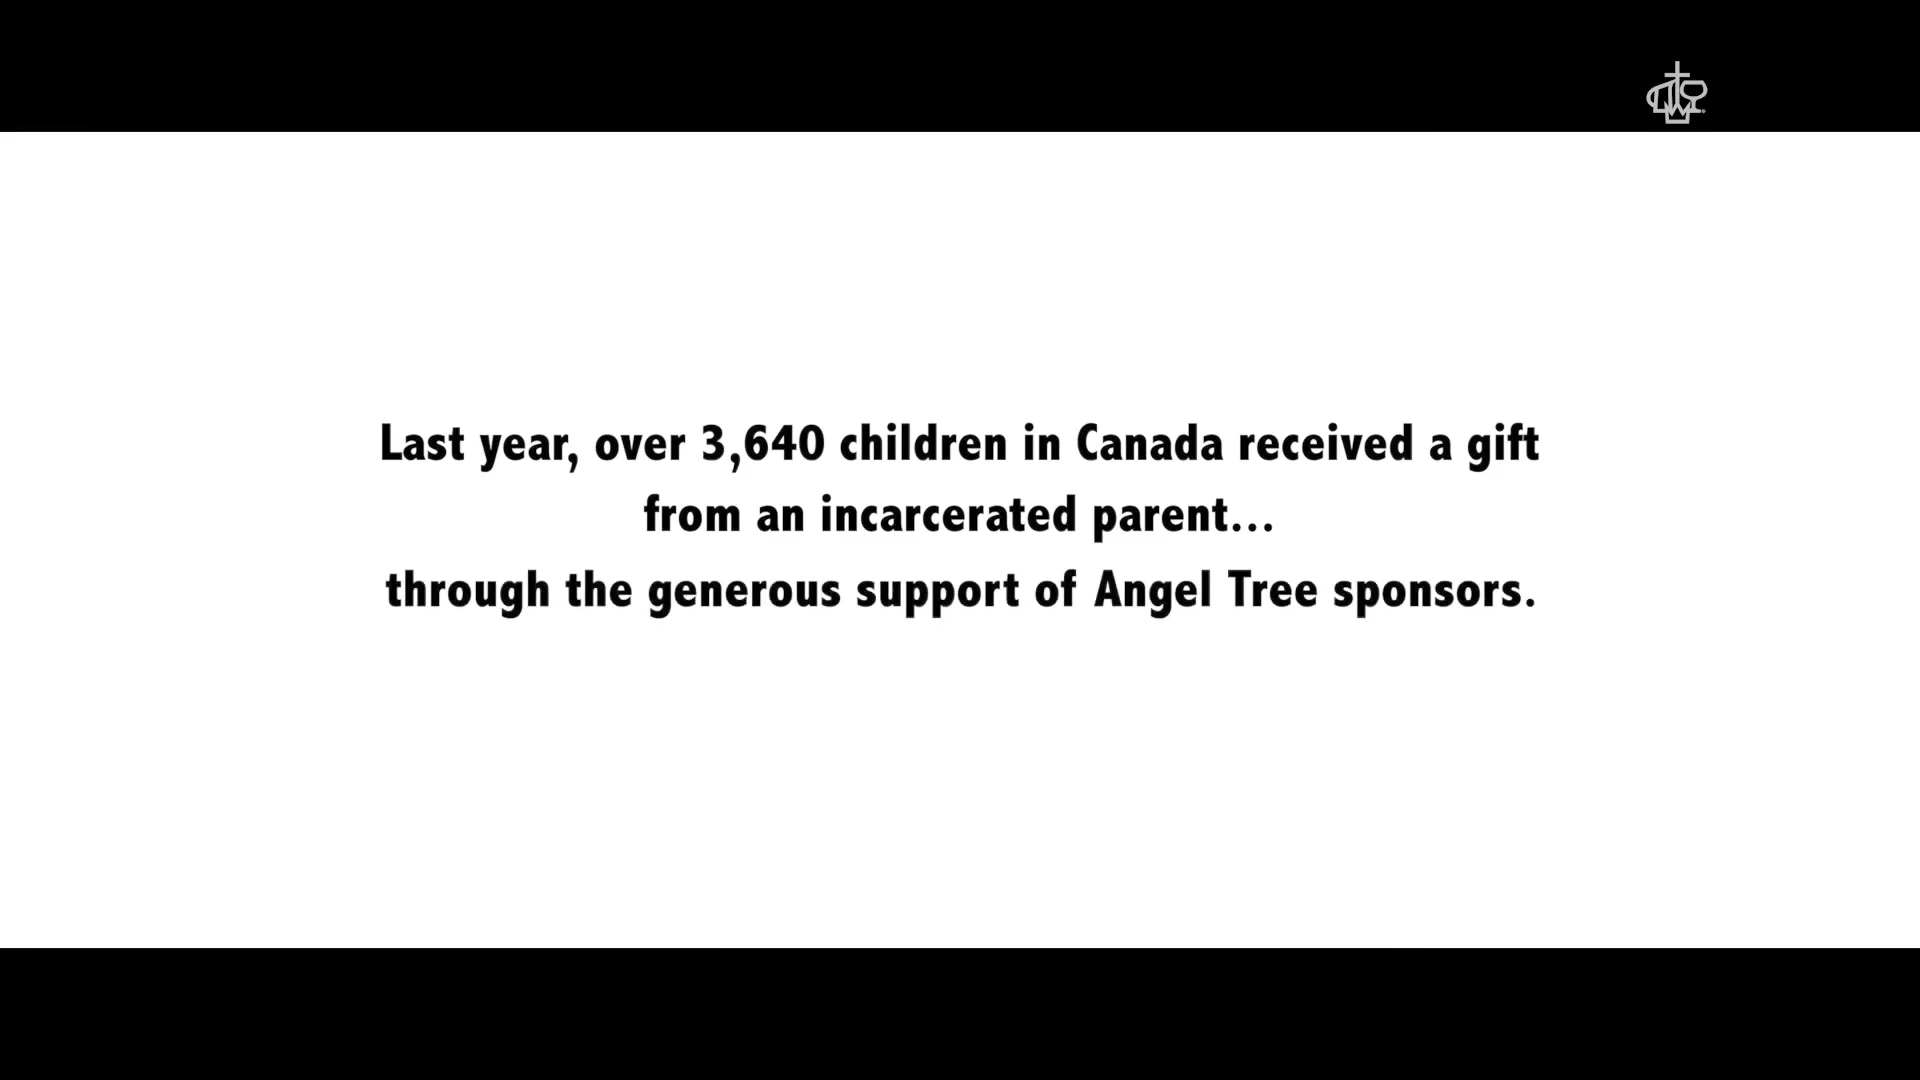 Last year, over 3,640 children in Canada received a gift
from an incarcerated parent...
through the generous support of Angel Tree sponsors.